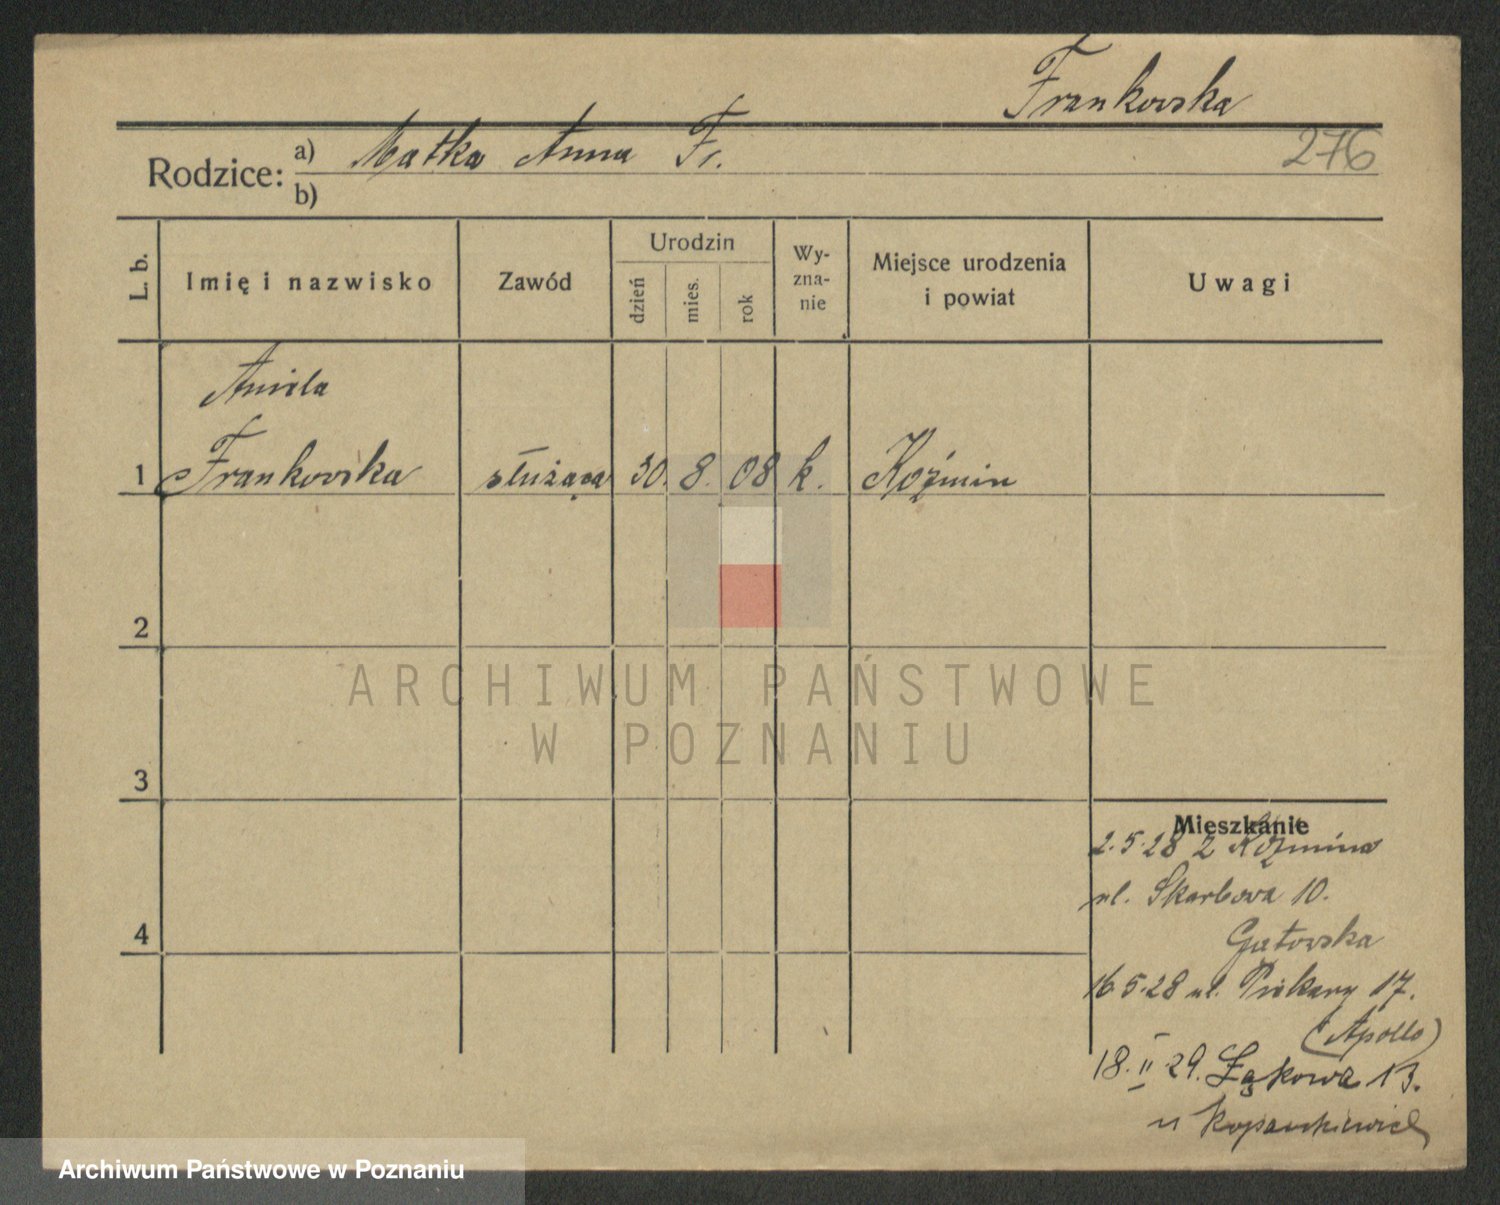 Frankowska
276
Rodzice: a) Matka Anna Fr.
b)
L. b. Imię i nazwisko Zawód Urodzin dzień mies. rok Wy-zna-nie Miejsce urodzenia i powiat Uwagi
Aniela
1 Frankowska służąca 30. 8. 08 k. Koźmin
2
ARCHIWUM PAŃSTWOWE
W POZNANIU
3
Mieszkanie
2.5.28 z Koźmina
ul. Skarbowa 10.
4
Gątowska
16.5.28 ul. Piekary 17.
(Apollo)
18.II.29. Łąkowa 13.
u
Archiwum Państwowe w Poznaniu